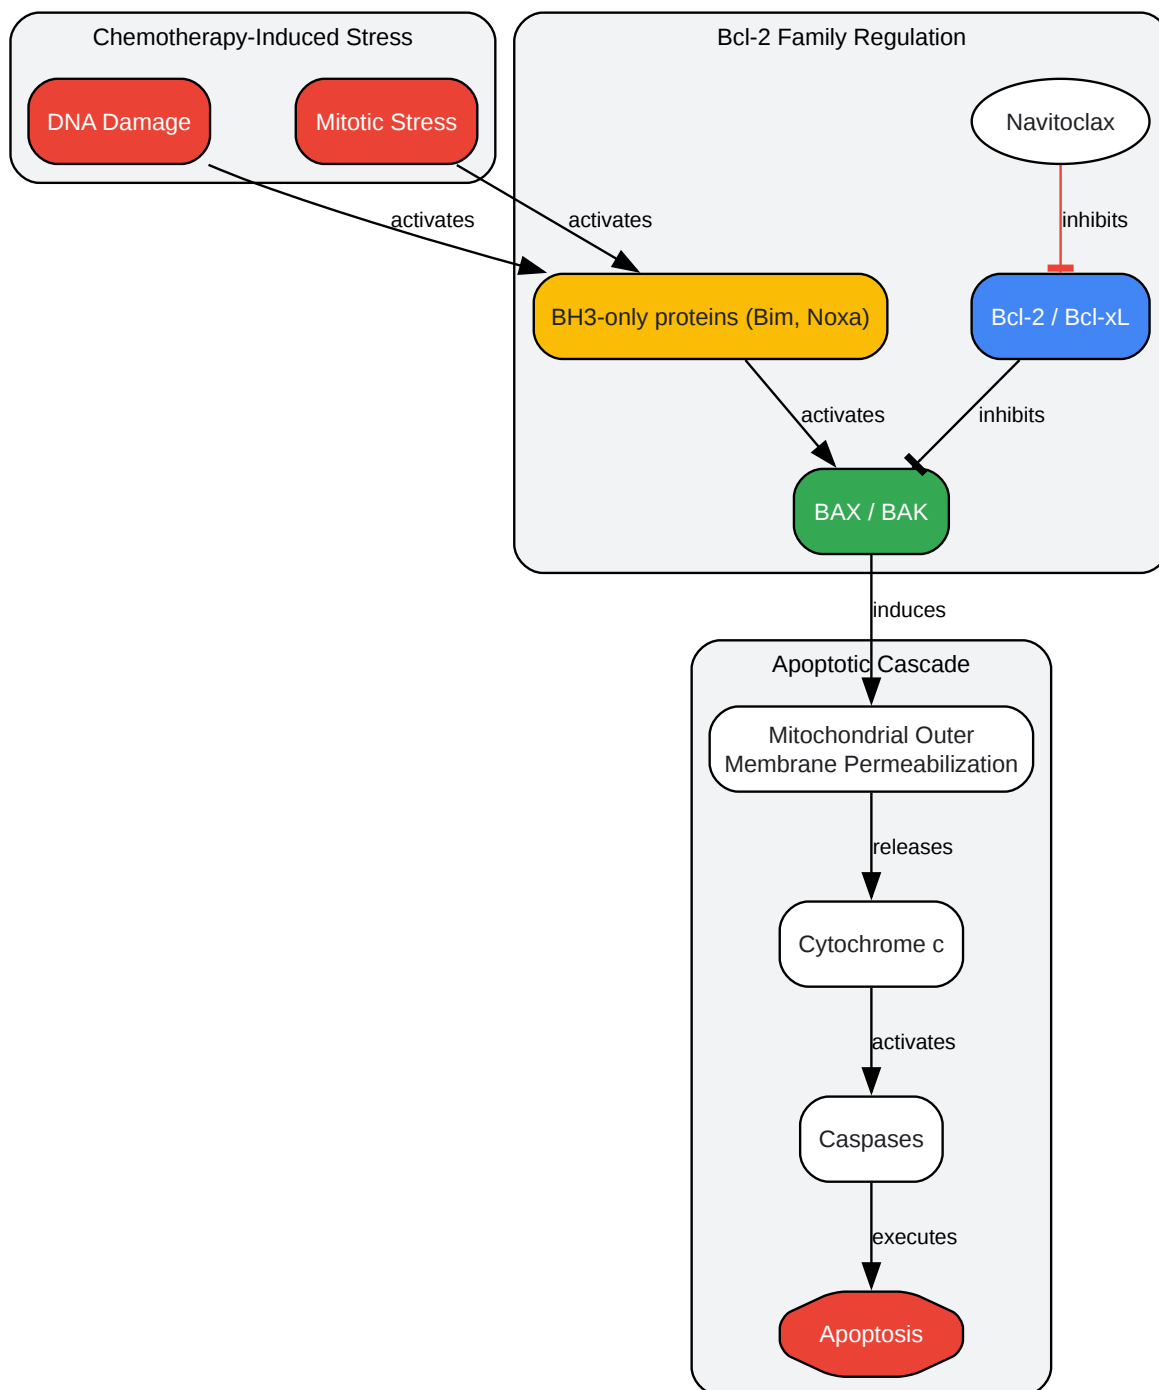 Chemotherapy-Induced Stress
Bcl-2 Family Regulation
DNA Damage
Mitotic Stress
Navitoclax
activates
activates
inhibits
BH3-only proteins (Bim, Noxa)
Bcl-2 / Bcl-xL
activates
inhibits
BAX / BAK
induces
Apoptotic Cascade
Mitochondrial Outer
Membrane Permeabilization
releases
Cytochrome c
activates
Caspases
executes
Apoptosis